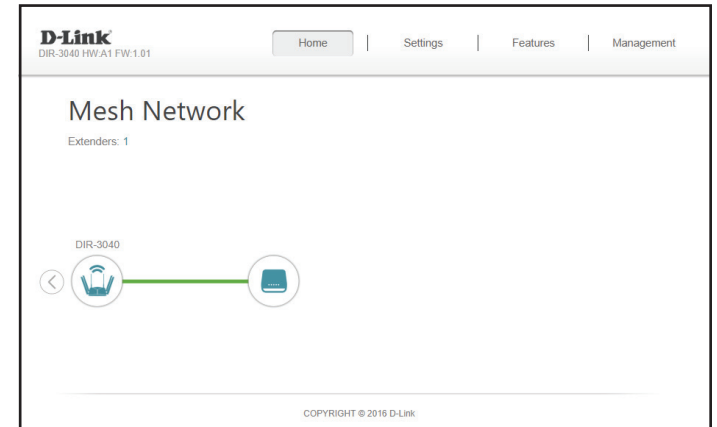 D-Link
DIR-3040 HW:A1 FW:1.01
Home
Settings
Features
Management
Mesh Network
Extenders: 1
DIR-3040
COPYRIGHT © 2016 D-Link